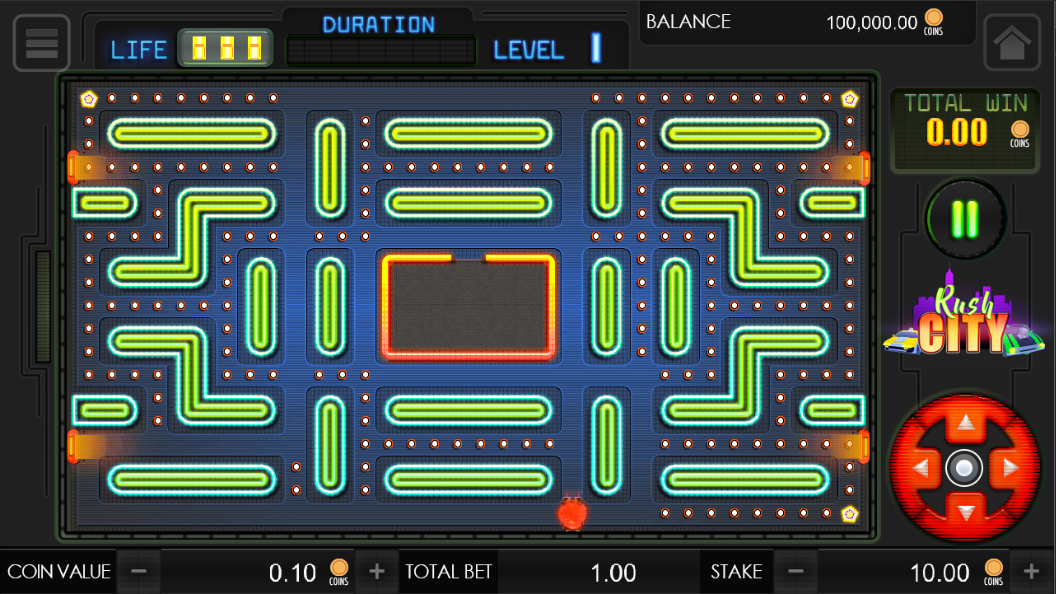 LIFE
DURATION
LEVEL 1
BALANCE 100,000.00 COINS
TOTAL WIN
0.00 COINS
Rush
CITY
COIN VALUE - 0.10 COINS + TOTAL BET 1.00 STAKE - 10.00 COINS +